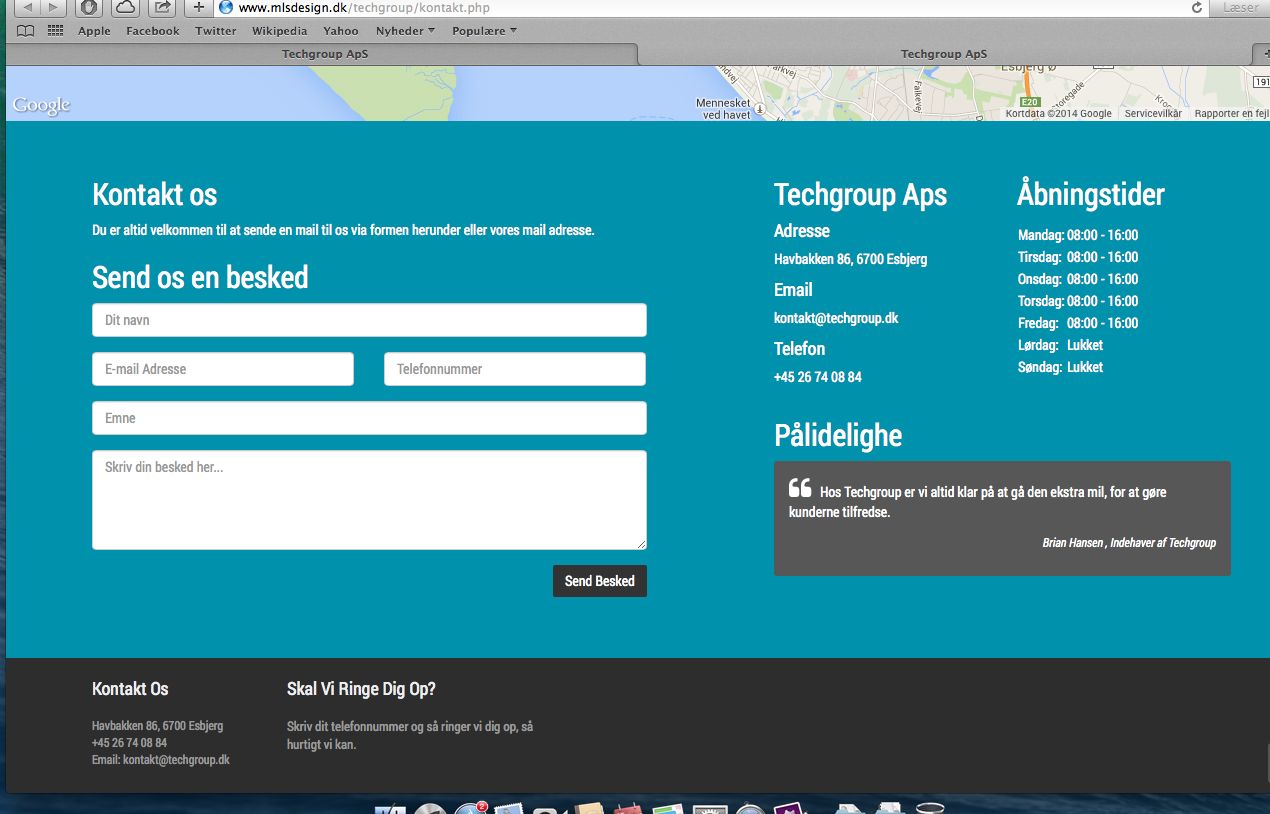 www.mlsdesign.dk/techgroup/kontakt.php
Læser
Apple Facebook Twitter Wikipedia Yahoo Nyheder Populære
Techgroup ApS
Techgroup ApS
Google
Mennesket
ved havet
Falkevej
Esbjerg Ø
E20
Storegade
191
Kortdata ©2014 Google Servicevilkår Rapporter en fejl
Kontakt os
Du er altid velkommen til at sende en mail til os via formen herunder eller vores mail adresse.
Send os en besked
Dit navn
E-mail Adresse
Telefonnummer
Emne
Skriv din besked her...
Send Besked
Techgroup Aps
Adresse
Havbakken 86, 6700 Esbjerg
Email
kontakt@techgroup.dk
Telefon
+45 26 74 08 84
Åbningstider
Mandag: 08:00 - 16:00
Tirsdag: 08:00 - 16:00
Onsdag: 08:00 - 16:00
Torsdag: 08:00 - 16:00
Fredag: 08:00 - 16:00
Lørdag: Lukket
Søndag: Lukket
Pålidelighe
“ Hos Techgroup er vi altid klar på at gå den ekstra mil, for at gøre
kunderne tilfredse.
Brian Hansen , Indehaver af Techgroup
Kontakt Os
Havbakken 86, 6700 Esbjerg
+45 26 74 08 84
Email: kontakt@techgroup.dk
Skal Vi Ringe Dig Op?
Skriv dit telefonnummer og så ringer vi dig op, så
hurtigt vi kan.
2